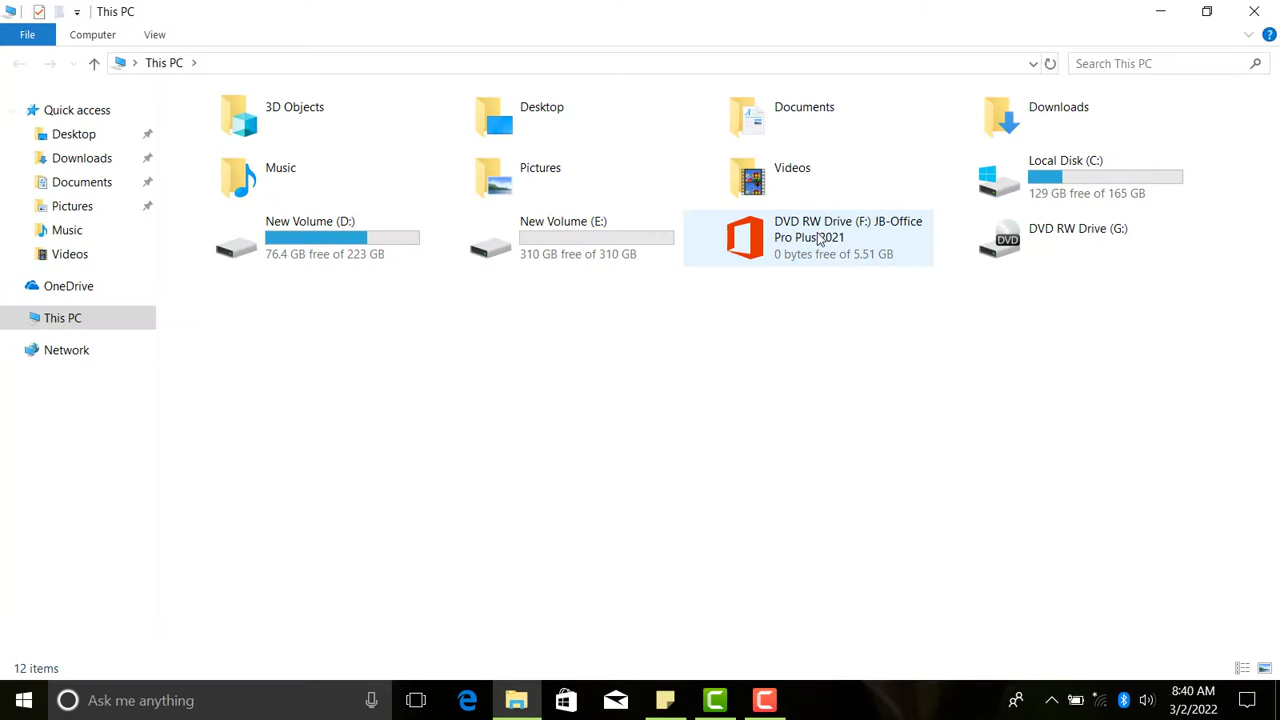 This PC
File
Computer
View
This PC
Search This PC
Quick access
Desktop
Downloads
Documents
Pictures
Music
Videos
OneDrive
This PC
Network
3D Objects
Desktop
Documents
Downloads
Music
Pictures
Videos
Local Disk (C:)
129 GB free of 165 GB
New Volume (D:)
76.4 GB free of 223 GB
New Volume (E:)
310 GB free of 310 GB
DVD RW Drive (F:) JB-Office
Pro Plus 2021
0 bytes free of 5.51 GB
DVD RW Drive (G:)
DVD
12 items
Ask me anything
8:40 AM
3/2/2022